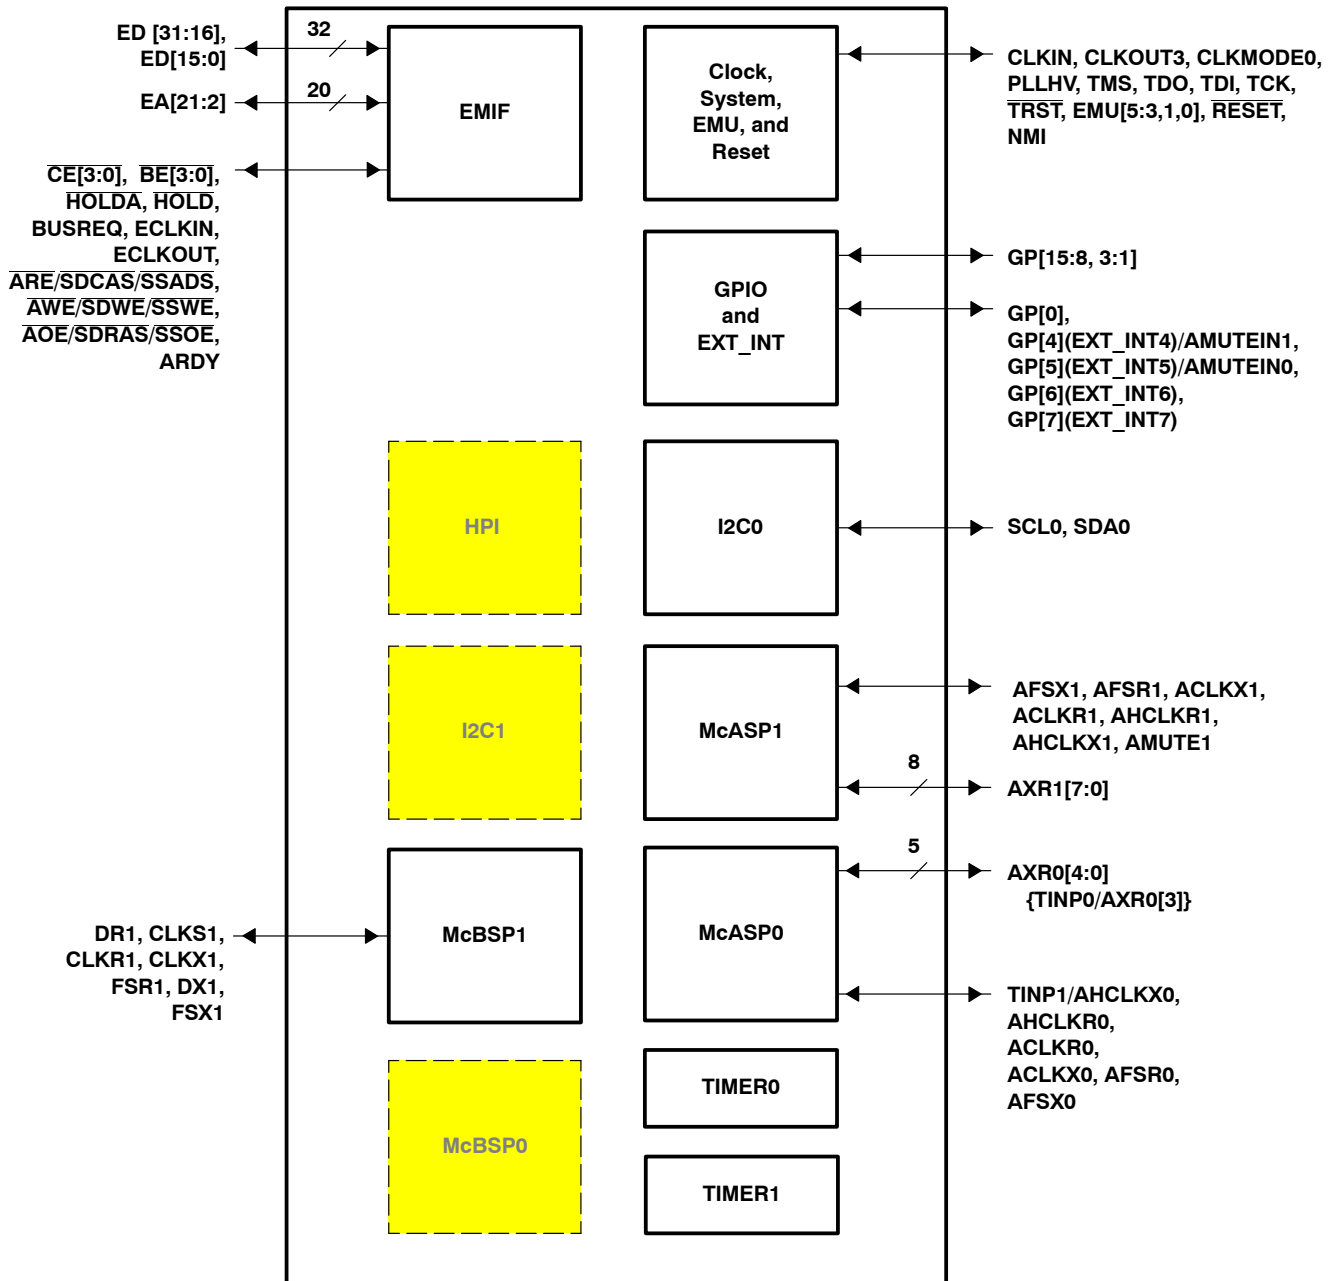 ED [31:16],
ED[15:0]
32
EA[21:2]
20
CE[3:0], BE[3:0],
HOLDA, HOLD,
BUSREQ, ECLKIN,
ECLKOUT,
ARE/SDCAS/SSADS,
AWE/SDWE/SSWE,
AOE/SDRAS/SSOE,
ARDY
EMIF
Clock,
System,
EMU, and
Reset
CLKIN, CLKOUT3, CLKMODE0,
PLLHV, TMS, TDO, TDI, TCK,
TRST, EMU[5:3,1,0], RESET,
NMI
GPIO
and
EXT_INT
GP[15:8, 3:1]
GP[0],
GP[4](EXT_INT4)/AMUTEIN1,
GP[5](EXT_INT5)/AMUTEIN0,
GP[6](EXT_INT6),
GP[7](EXT_INT7)
HPI
I2C0
SCL0, SDA0
I2C1
McASP1
AFSX1, AFSR1, ACLKX1,
ACLKR1, AHCLKR1,
AHCLKX1, AMUTE1
8
AXR1[7:0]
DR1, CLKS1,
CLKR1, CLKX1,
FSR1, DX1,
FSX1
McBSP1
McASP0
5
AXR0[4:0]
{TINP0/AXR0[3]}
TINP1/AHCLKX0,
AHCLKR0,
ACLKR0,
ACLKX0, AFSR0,
AFSX0
McBSP0
TIMER0
TIMER1